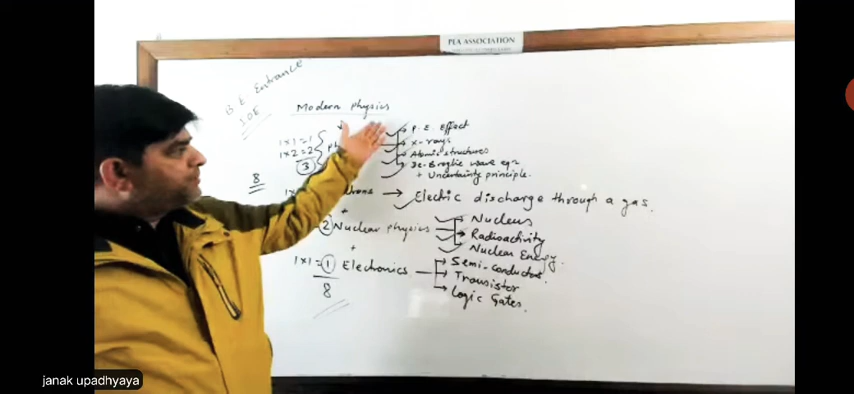 PEA ASSOCIATION
B.E. Entrance
IOE
Modern Physics
1x1=1
1x2=2
3
P.E. Effect
X-rays
Atomic structures
De-Broglie wave eqn
+ Uncertainty principle.
8
Electric discharge through a gas.
+
2 Nuclear physics
Nucleus
Radioactivity
Nuclear Energy.
+
1x1=1 Electronics
Semi-conductors
Transistor
Logic Gates.
8
janak upadhyaya